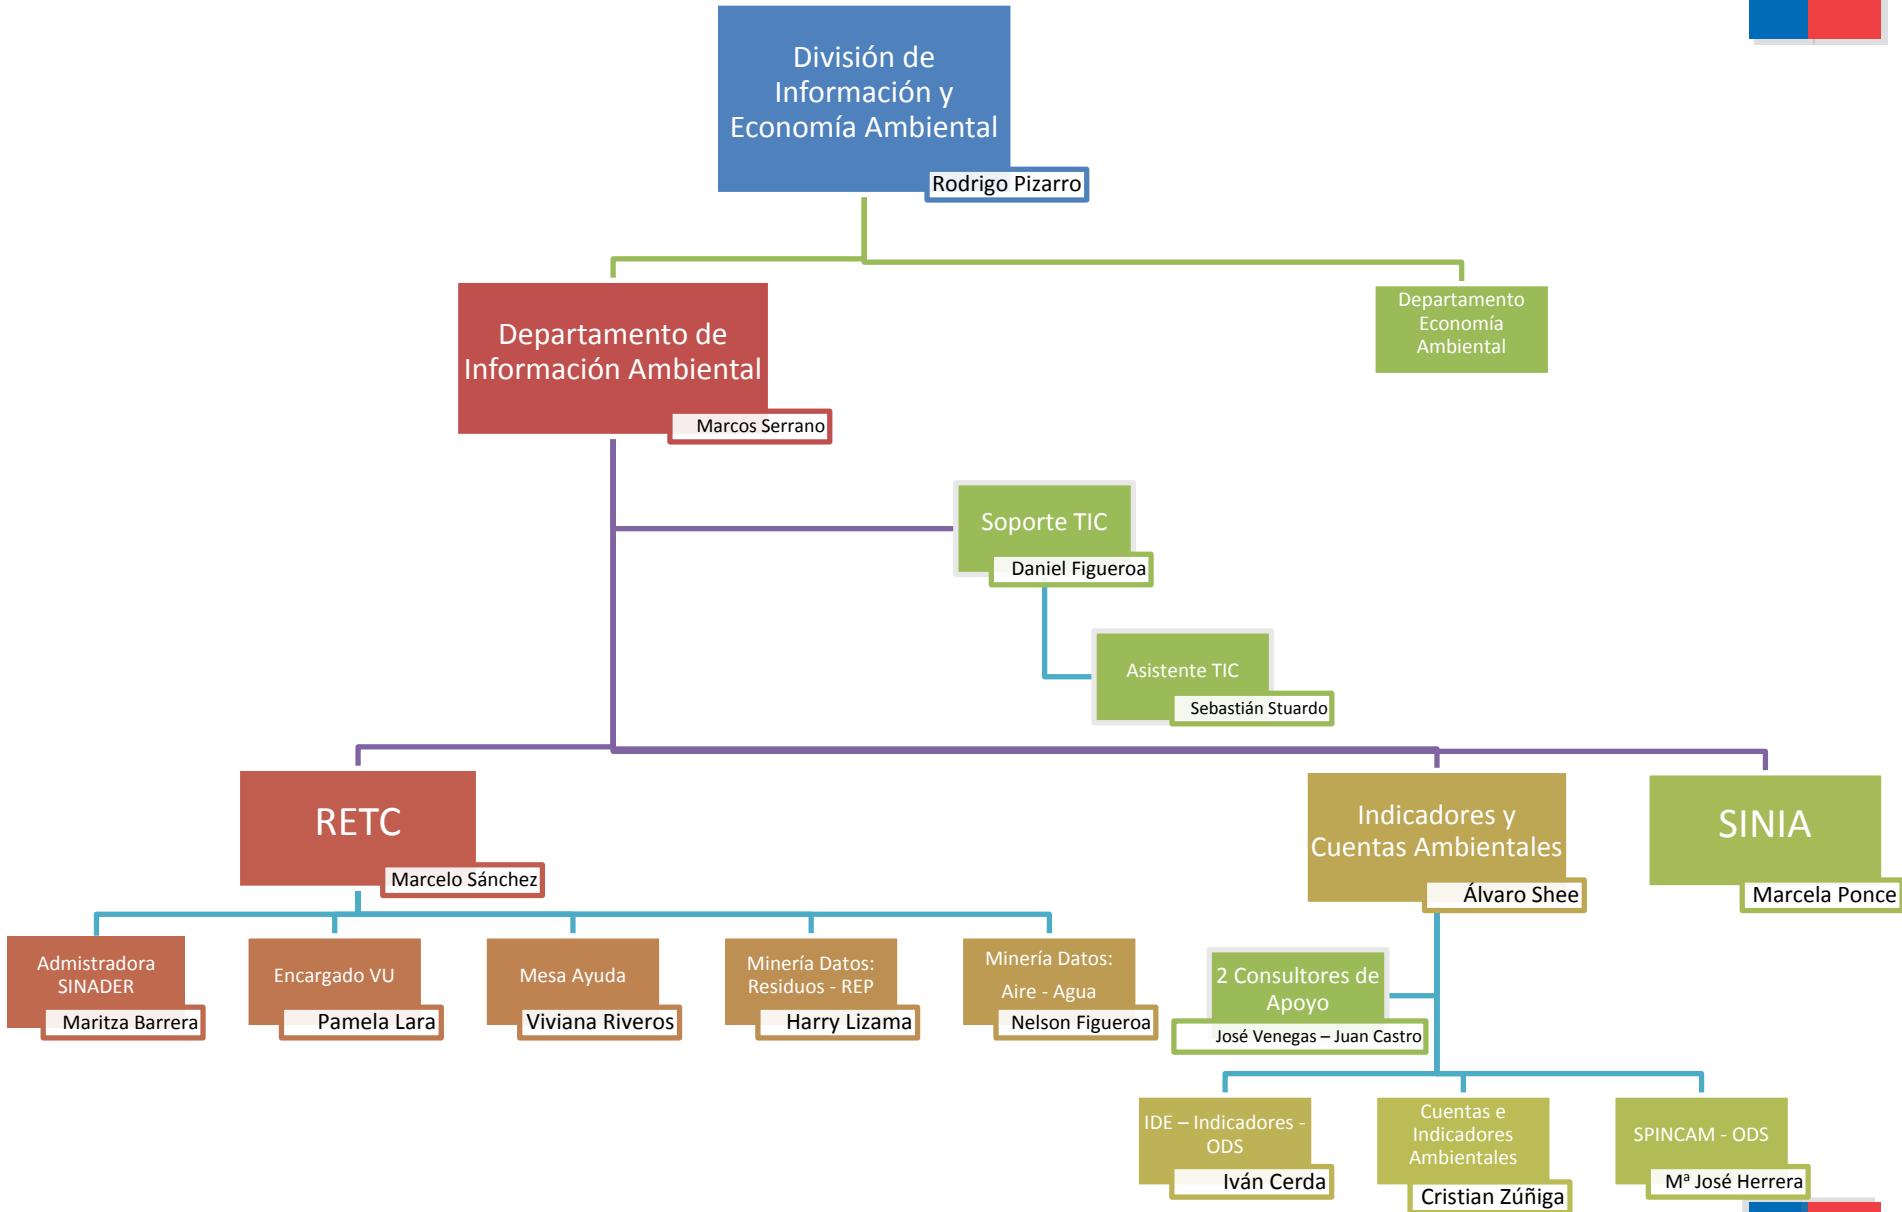 División de
Información y
Economía Ambiental
Rodrigo Pizarro
Departamento de
Información Ambiental
Marcos Serrano
Departamento
Economía
Ambiental
Soporte TIC
Daniel Figueroa
Asistente TIC
Sebastián Stuardo
RETC
Marcelo Sánchez
Indicadores y
Cuentas Ambientales
Álvaro Shee
SINIA
Marcela Ponce
Admistradora
SINADER
Maritza Barrera
Encargado VU
Pamela Lara
Mesa Ayuda
Viviana Riveros
Minería Datos:
Residuos - REP
Harry Lizama
Minería Datos:
Aire - Agua
Nelson Figueroa
2 Consultores de
Apoyo
José Venegas – Juan Castro
IDE – Indicadores -
ODS
Iván Cerda
Cuentas e
Indicadores
Ambientales
Cristian Zúñiga
SPINCAM - ODS
Mª José Herrera